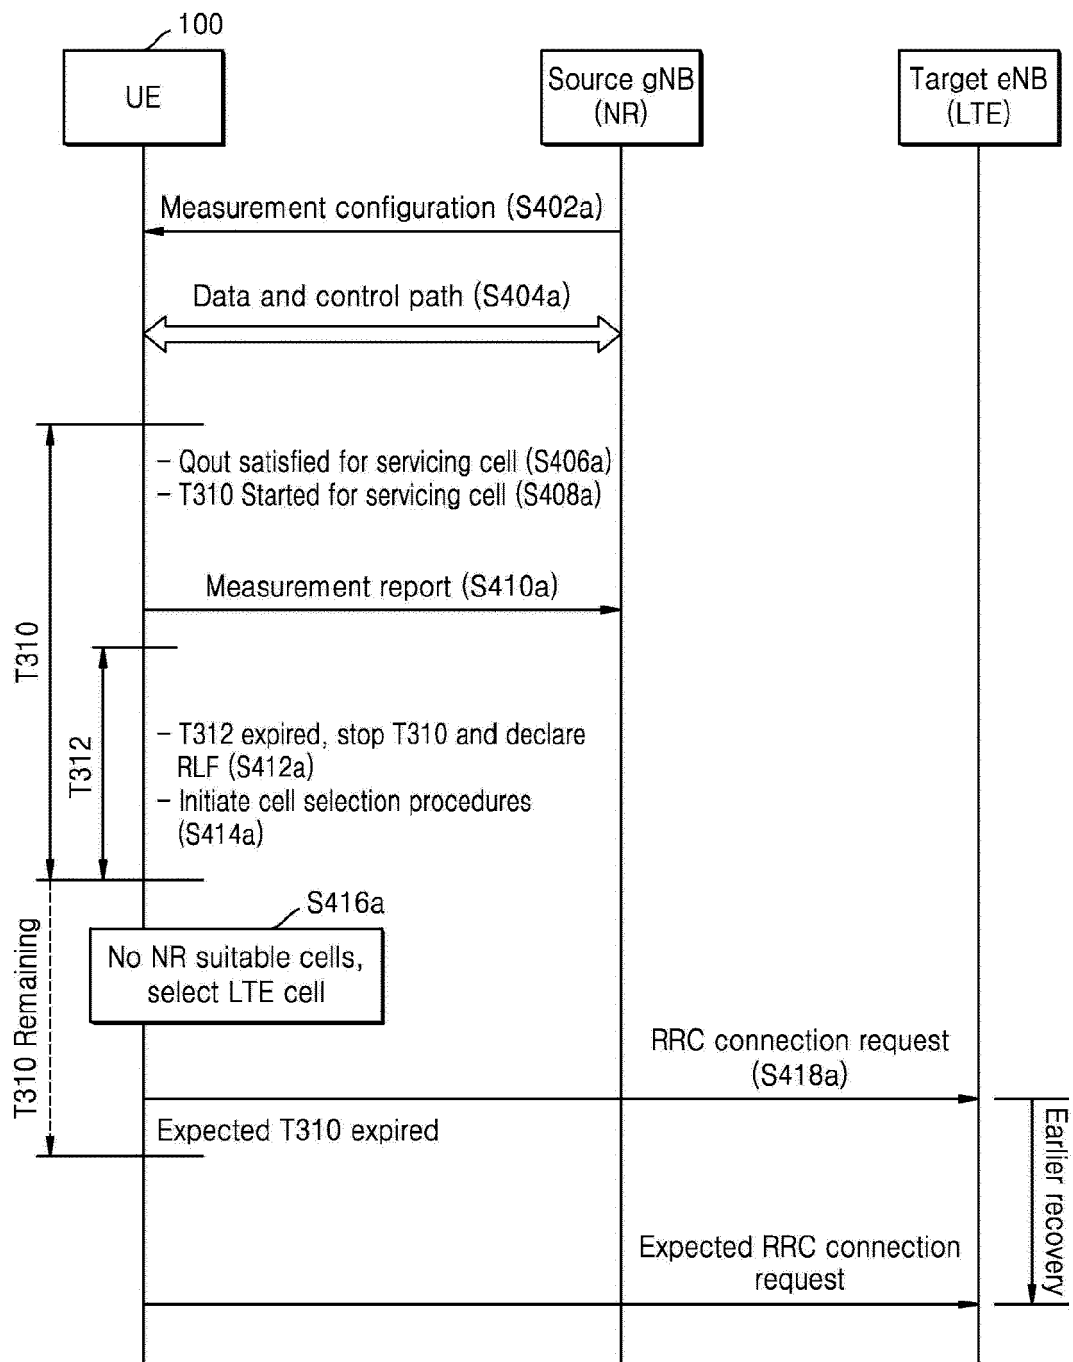 100
UE
Source gNB
(NR)
Target eNB
(LTE)
Measurement configuration (S402a)
Data and control path (S404a)
– Qout satisfied for servicing cell (S406a)
– T310 Started for servicing cell (S408a)
Measurement report (S410a)
T310
T312
– T312 expired, stop T310 and declare
RLF (S412a)
– Initiate cell selection procedures
(S414a)
S416a
No NR suitable cells,
select LTE cell
T310 Remaining
RRC connection request
(S418a)
Expected T310 expired
Earlier recovery
Expected RRC connection
request